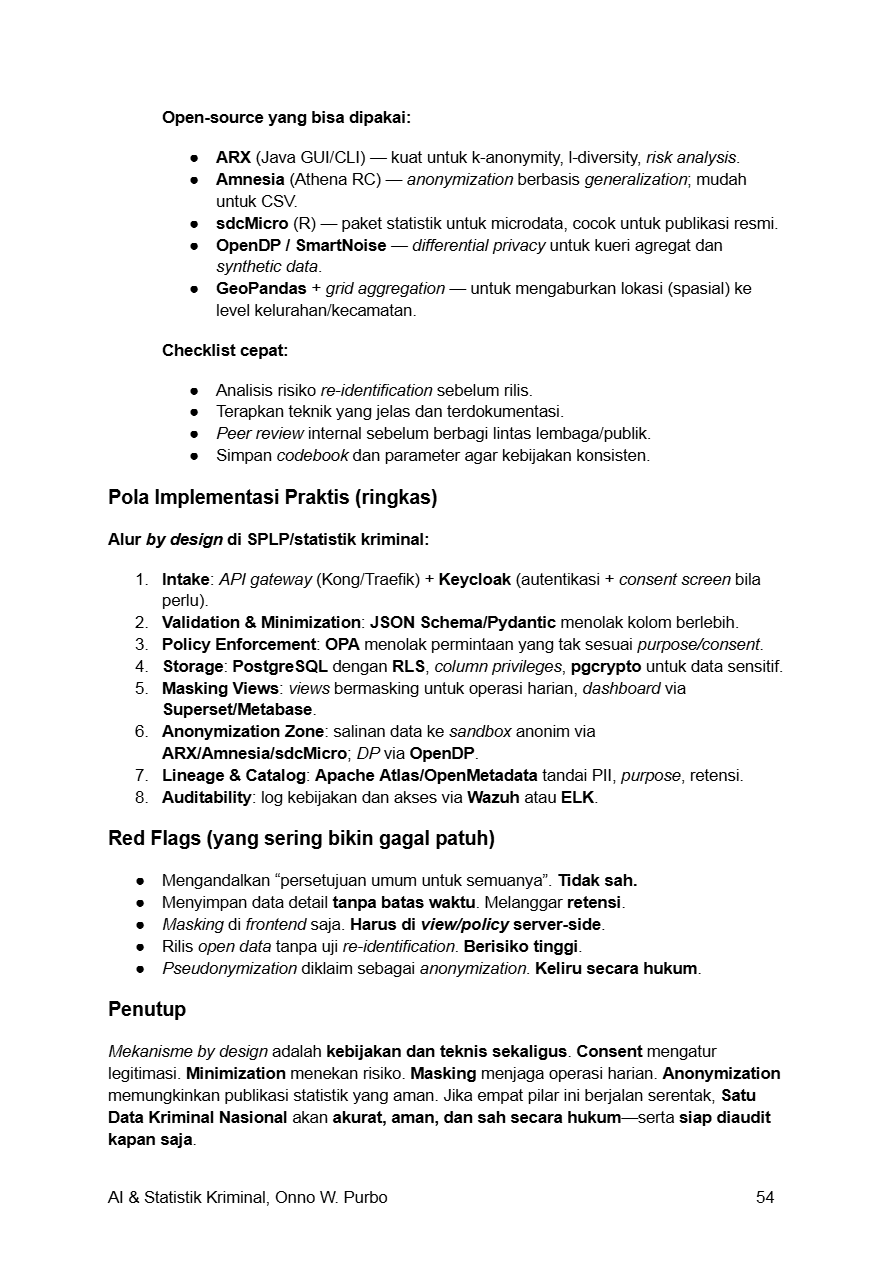 Open-source yang bisa dipakai:
● ARX (Java GUI/CLI) — kuat untuk k-anonymity, l-diversity, risk analysis.
● Amnesia (Athena RC) — anonymization berbasis generalization; mudah
untuk CSV.
● sdcMicro (R) — paket statistik untuk microdata, cocok untuk publikasi resmi.
● OpenDP / SmartNoise — differential privacy untuk kueri agregat dan
synthetic data.
● GeoPandas + grid aggregation — untuk mengaburkan lokasi (spasial) ke
level kelurahan/kecamatan.
Checklist cepat:
● Analisis risiko re-identification sebelum rilis.
● Terapkan teknik yang jelas dan terdokumentasi.
● Peer review internal sebelum berbagi lintas lembaga/publik.
● Simpan codebook dan parameter agar kebijakan konsisten.
Pola Implementasi Praktis (ringkas)
Alur by design di SPLP/statistik kriminal:
1. Intake: API gateway (Kong/Traefik) + Keycloak (autentikasi + consent screen bila
perlu).
2. Validation & Minimization: JSON Schema/Pydantic menolak kolom berlebih.
3. Policy Enforcement: OPA menolak permintaan yang tak sesuai purpose/consent.
4. Storage: PostgreSQL dengan RLS, column privileges, pgcrypto untuk data sensitif.
5. Masking Views: views bermasking untuk operasi harian, dashboard via
Superset/Metabase.
6. Anonymization Zone: salinan data ke sandbox anonim via
ARX/Amnesia/sdcMicro; DP via OpenDP.
7. Lineage & Catalog: Apache Atlas/OpenMetadata tandai PII, purpose, retensi.
8. Auditability: log kebijakan dan akses via Wazuh atau ELK.
Red Flags (yang sering bikin gagal patuh)
● Mengandalkan “persetujuan umum untuk semuanya”. Tidak sah.
● Menyimpan data detail tanpa batas waktu. Melanggar retensi.
● Masking di frontend saja. Harus di view/policy server-side.
● Rilis open data tanpa uji re-identification. Berisiko tinggi.
● Pseudonymization diklaim sebagai anonymization. Keliru secara hukum.
Penutup
Mekanisme by design adalah kebijakan dan teknis sekaligus. Consent mengatur
legitimasi. Minimization menekan risiko. Masking menjaga operasi harian. Anonymization
memungkinkan publikasi statistik yang aman. Jika empat pilar ini berjalan serentak, Satu
Data Kriminal Nasional akan akurat, aman, dan sah secara hukum—serta siap diaudit
kapan saja.
AI & Statistik Kriminal, Onno W. Purbo 54